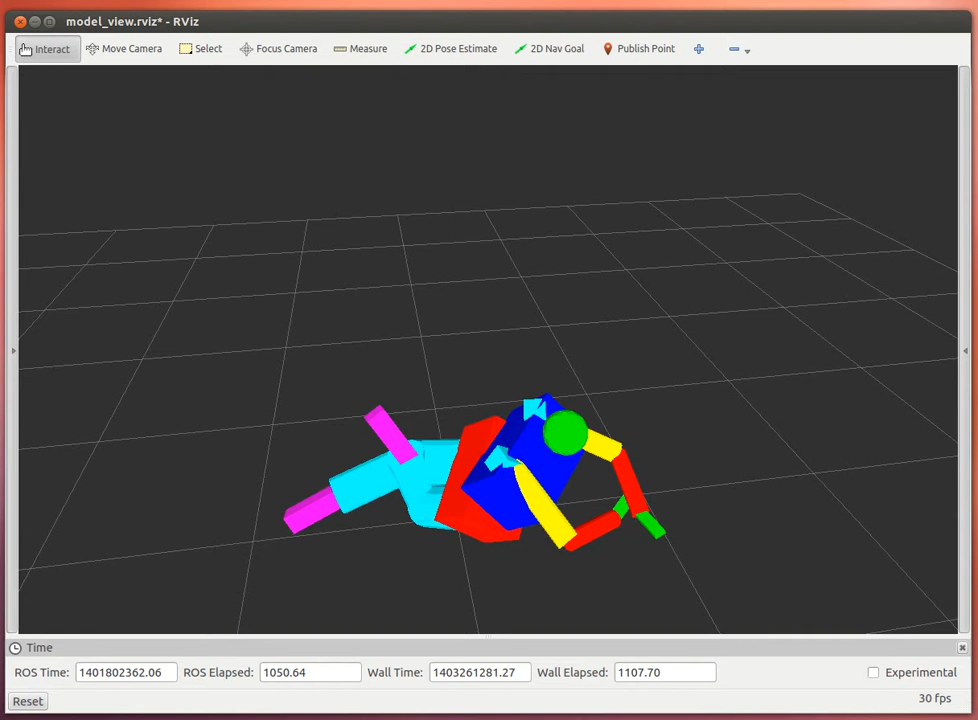 model_view.rviz* - RViz
Interact Move Camera Select Focus Camera Measure 2D Pose Estimate 2D Nav Goal Publish Point
Time
ROS Time: 1401802362.06 ROS Elapsed: 1050.64 Wall Time: 1403261281.27 Wall Elapsed: 1107.70 Experimental
Reset 30 fps